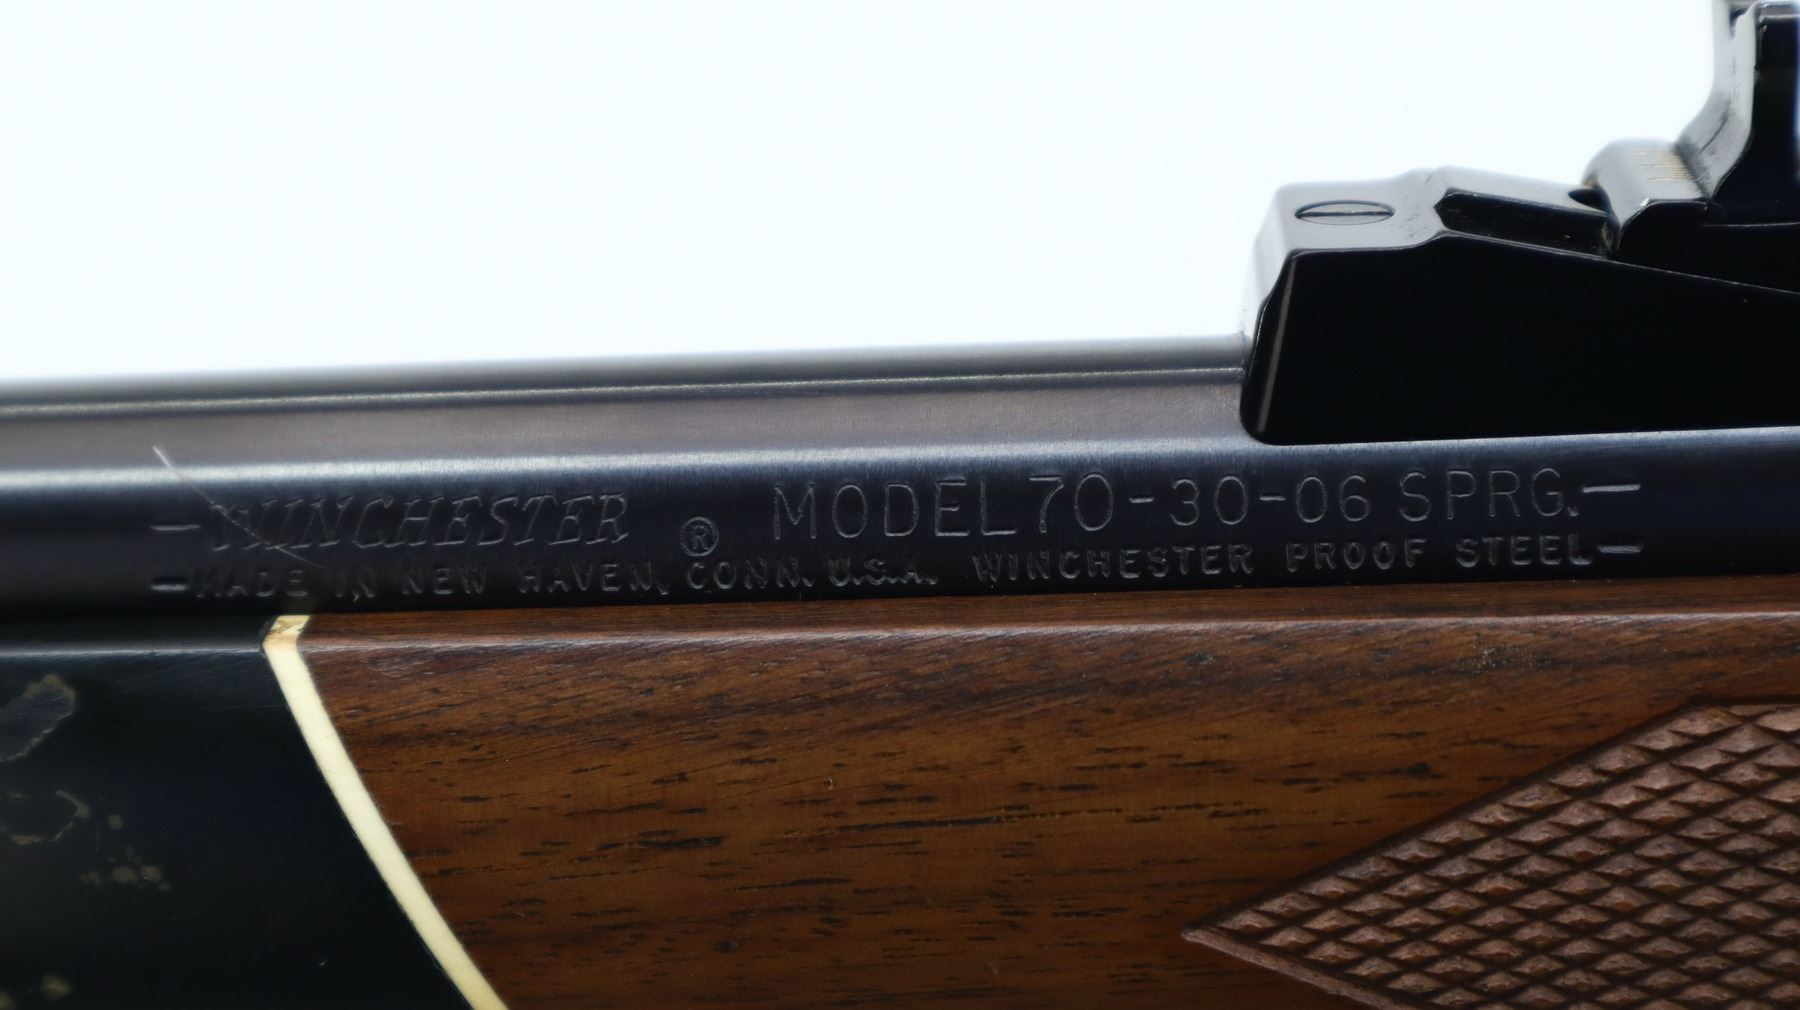 —WINCHESTER ® MODEL 70-30-06 SPRG.—
—MADE IN NEW HAVEN, CONN. U.S.A. WINCHESTER PROOF STEEL—